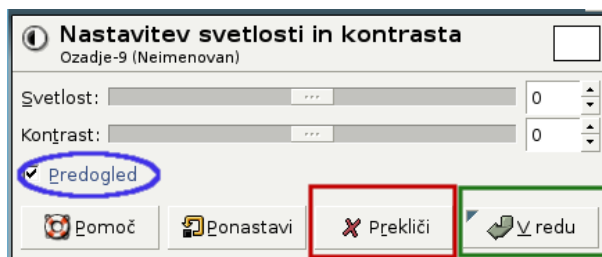 Nastavitev svetlosti in kontrasta
Ozadje-9 (Neimenovan)
Svetlost: 0
Kontrast: 0
Predogled
Pomoč Ponastavi Prekliči V redu